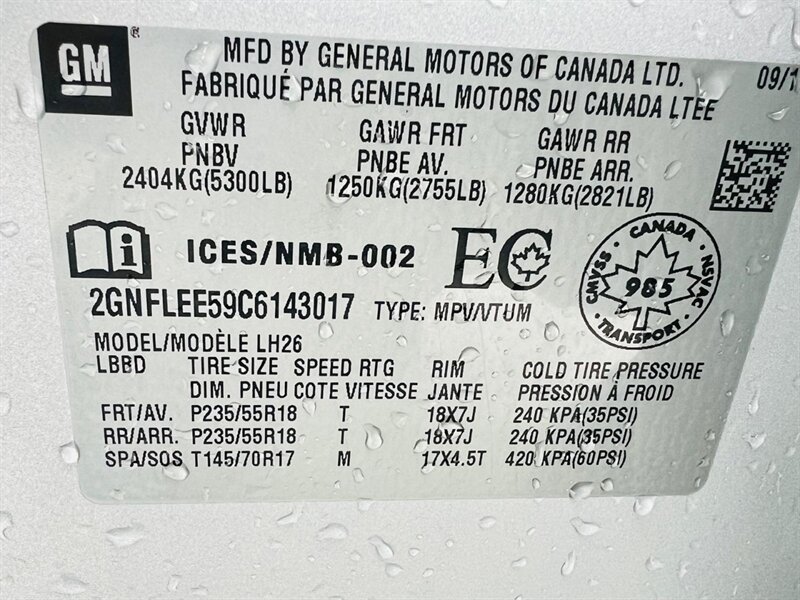 GM
MFD BY GENERAL MOTORS OF CANADA LTD. 09/1
FABRIQUÉ PAR GENERAL MOTORS DU CANADA LTEE
GVWR GAWR FRT GAWR RR
PNBV PNBE AV. PNBE ARR.
2404KG(5300LB) 1250KG(2755LB) 1280KG(2821LB)
i ICES/NMB-002 EC
CANADA
CMVSS · NSVAC
985
TRANSPORT
2GNFLEE59C6143017 TYPE: MPV/VTUM
MODEL/MODÈLE LH26
LBBD TIRE SIZE SPEED RTG RIM COLD TIRE PRESSURE
DIM. PNEU COTE VITESSE JANTE PRESSION À FROID
FRT/AV. P235/55R18 T 18X7J 240 KPA(35PSI)
RR/ARR. P235/55R18 T 18X7J 240 KPA(35PSI)
SPA/SOS T145/70R17 M 17X4.5T 420 KPA(60PSI)